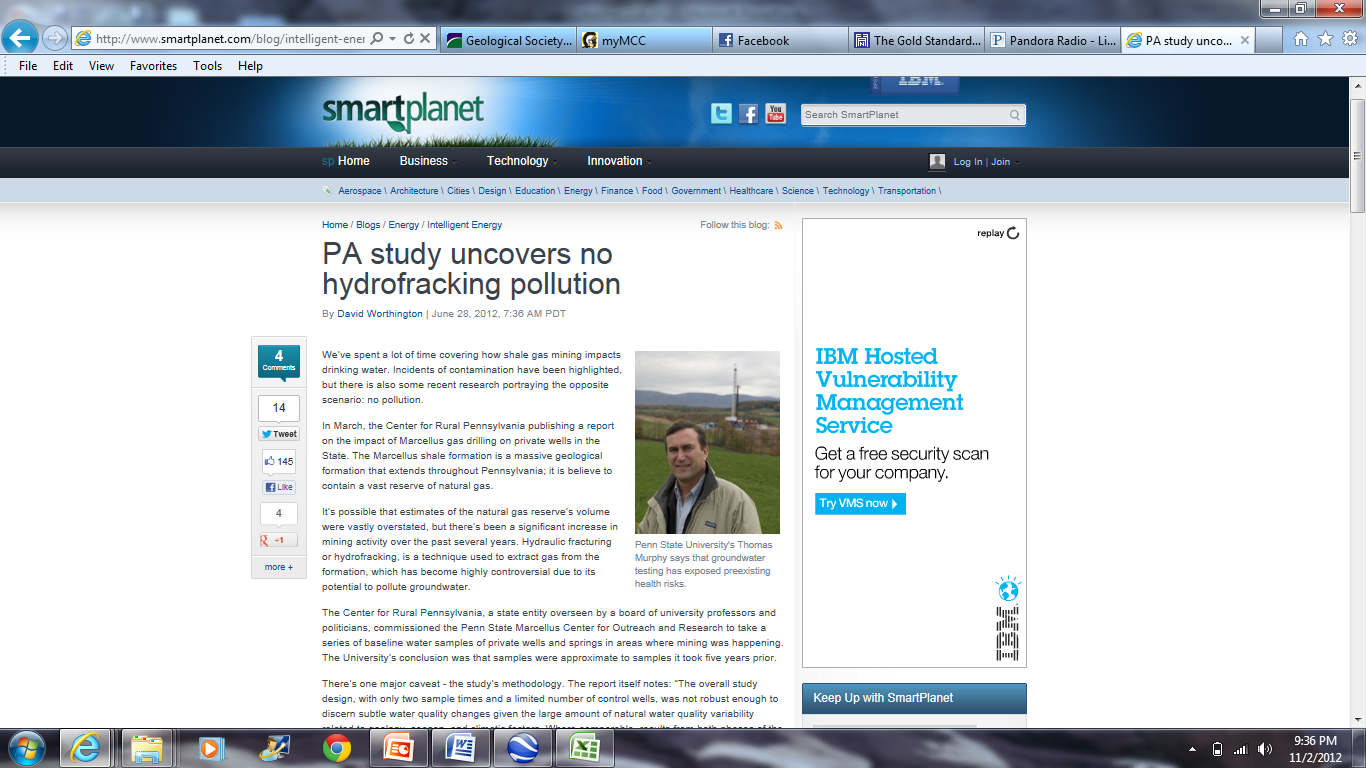 http://www.smartplanet.com/blog/intelligent-ener
Geological Society...
myMCC
Facebook
The Gold Standard...
Pandora Radio - Li...
PA study unco...
File Edit View Favorites Tools Help
IBM
smartplanet
Search SmartPlanet
sp Home Business Technology Innovation
Log In | Join
Aerospace \ Architecture \ Cities \ Design \ Education \ Energy \ Finance \ Food \ Government \ Healthcare \ Science \ Technology \ Transportation \
Home / Blogs / Energy / Intelligent Energy
Follow this blog:
PA study uncovers no
hydrofracking pollution
By David Worthington | June 28, 2012, 7:36 AM PDT
4
Comments
14
Tweet
145
Like
4
+1
more +
We've spent a lot of time covering how shale gas mining impacts
drinking water. Incidents of contamination have been highlighted,
but there is also some recent research portraying the opposite
scenario: no pollution.
In March, the Center for Rural Pennsylvania publishing a report
on the impact of Marcellus gas drilling on private wells in the
State. The Marcellus shale formation is a massive geological
formation that extends throughout Pennsylvania; it is believe to
contain a vast reserve of natural gas.
It's possible that estimates of the natural gas reserve's volume
were vastly overstated, but there's been a significant increase in
mining activity over the past several years. Hydraulic fracturing
or hydrofracking, is a technique used to extract gas from the
formation, which has become highly controversial due to its
potential to pollute groundwater.
Penn State University's Thomas
Murphy says that groundwater
testing has exposed preexisting
health risks.
The Center for Rural Pennsylvania, a state entity overseen by a board of university professors and
politicians, commissioned the Penn State Marcellus Center for Outreach and Research to take a
series of baseline water samples of private wells and springs in areas where mining was happening.
The University's conclusion was that samples were approximate to samples it took five years prior.
There's one major caveat - the study's methodology. The report itself notes: "The overall study
design, with only two sample times and a limited number of control wells, was not robust enough to
discern subtle water quality changes given the large amount of natural water quality variability
related to geology, season, and climatic factors. Where comparable, results from both phases of the
replay
IBM Hosted
Vulnerability
Management
Service
Get a free security scan
for your company.
Try VMS now
IBM
Keep Up with SmartPlanet
9:36 PM
11/2/2012